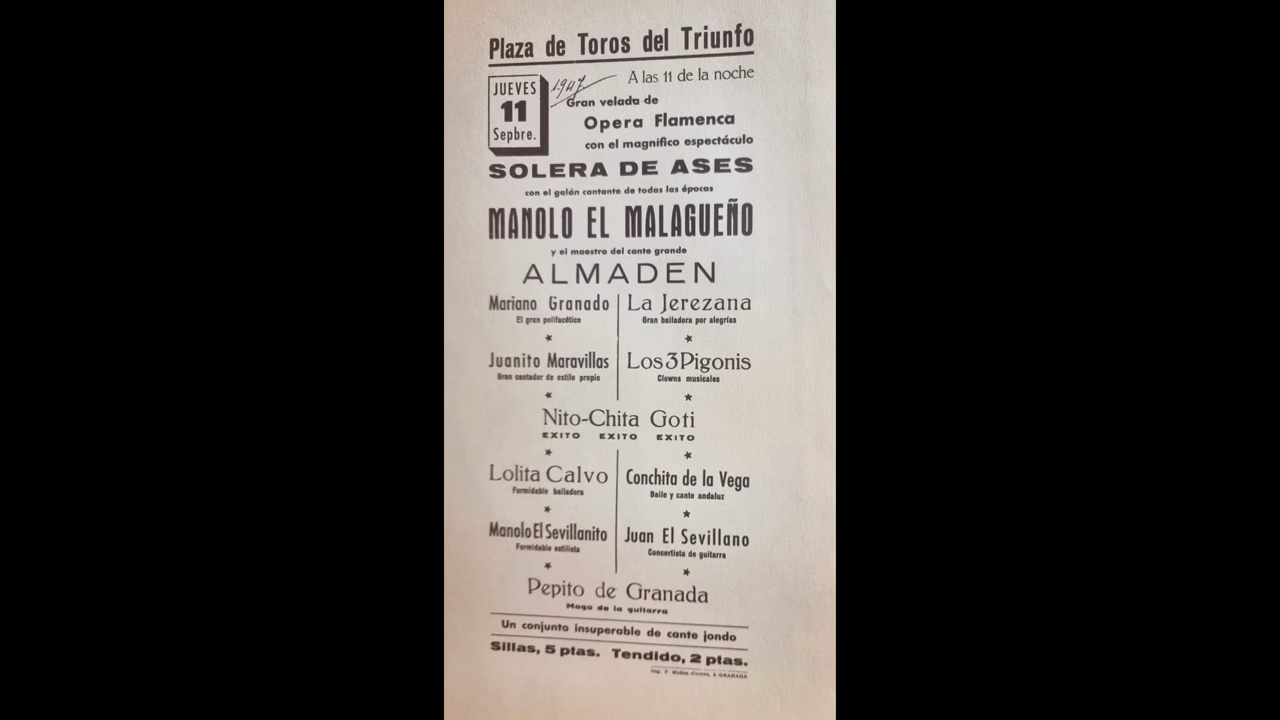 Plaza de Toros del Triunfo
JUEVES
11
Sepbre.
1947
A las 11 de la noche
Gran velada de
Opera Flamenca
con el magnífico espectáculo
SOLERA DE ASES
con el galán cantante de todas las épocas
MANOLO EL MALAGUEÑO
y el maestro del cante grande
ALMADEN
Mariano Granado
El gran polifacético
La Jerezana
Gran bailadora por alegrías
Juanito Maravillas
Gran cantador de estilo propio
Los 3 Pigonis
Clowns musicales
Nito-Chita Goti
EXITO EXITO EXITO
Lolita Calvo
Formidable bailadora
Conchita de la Vega
Baile y cante andaluz
Manolo El Sevillanito
Formidable estilista
Juan El Sevillano
Concertista de guitarra
Pepito de Granada
Mago de la guitarra
Un conjunto insuperable de cante jondo
Sillas, 5 ptas. Tendido, 2 ptas.
Imp. F. GRANADA